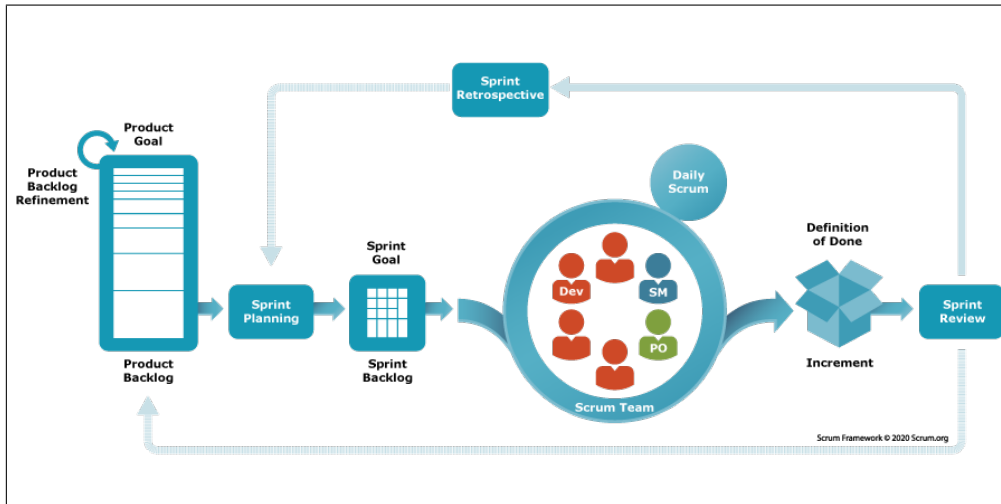 Sprint
Retrospective
Product
Goal
Product
Backlog
Refinement
Daily
Scrum
Sprint
Goal
Definition
of Done
Dev
SM
Sprint
Planning
Sprint
Review
PO
Product Backlog
Sprint
Backlog
Increment
Scrum Team
Scrum Framework © 2020 Scrum.org